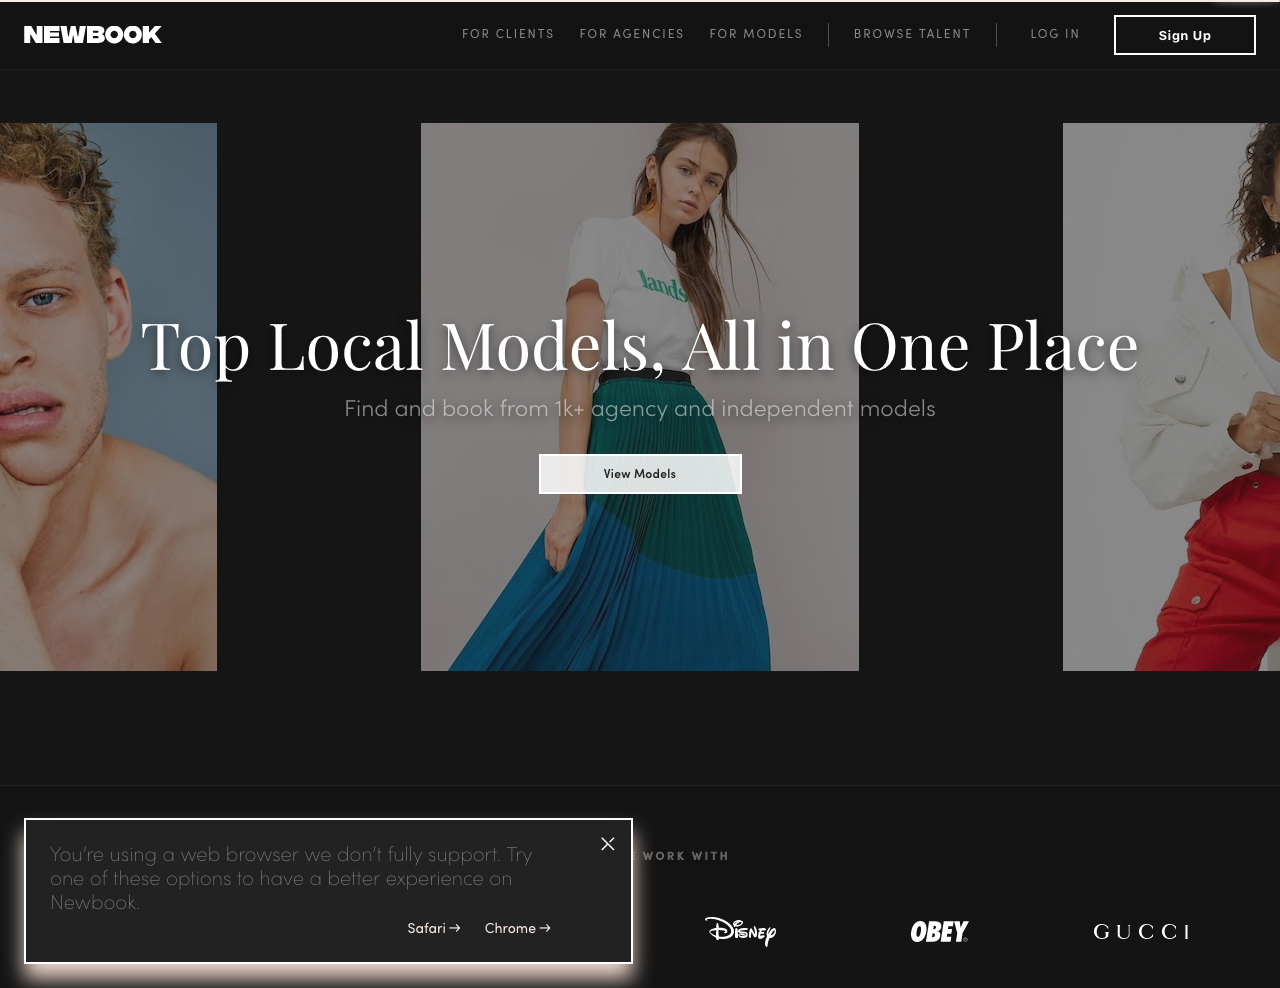 NEWBOOK
FOR CLIENTS
FOR AGENCIES
FOR MODELS
BROWSE TALENT
LOG IN
Sign Up
lands
Top Local Models, All in One Place
Find and book from 1k+ agency and independent models
View Models
WORK WITH
You're using a web browser we don't fully support. Try
one of these options to have a better experience on
Newbook.
Safari →
Chrome →
Disney
OBEY
GUCCI